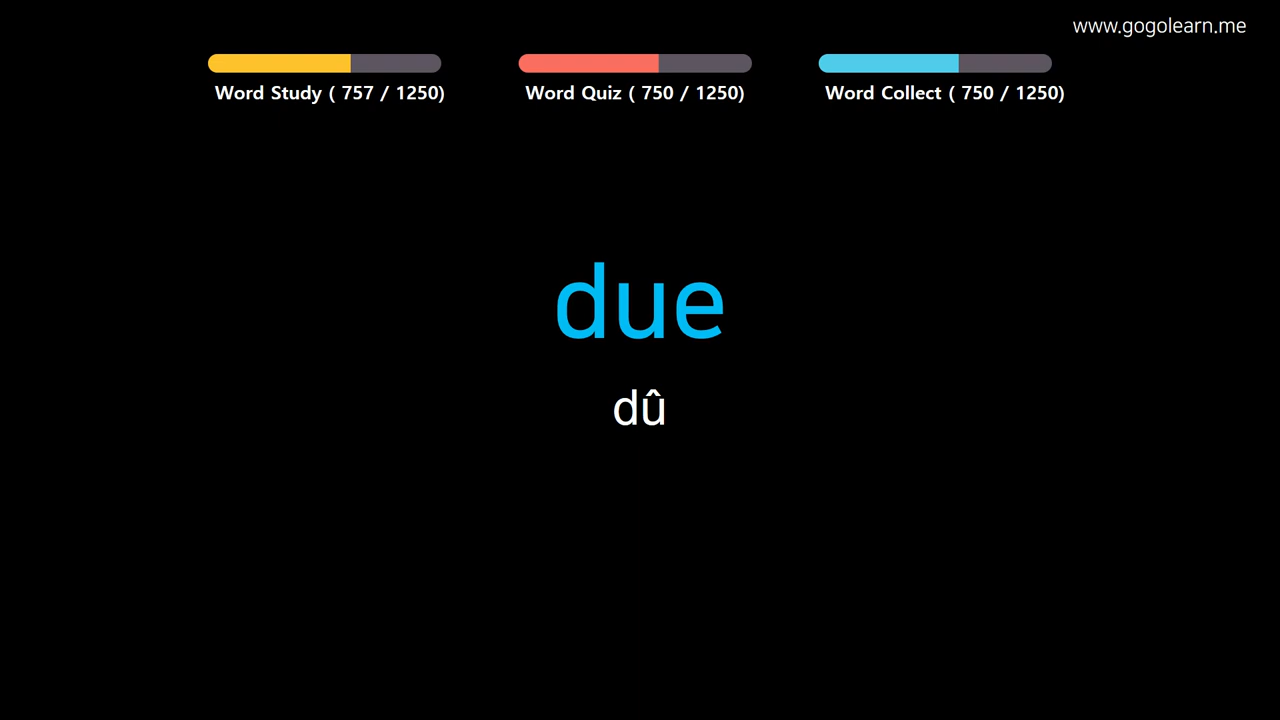 www.gogolearn.me
Word Study ( 757 / 1250)
Word Quiz ( 750 / 1250)
Word Collect ( 750 / 1250)
due
dû